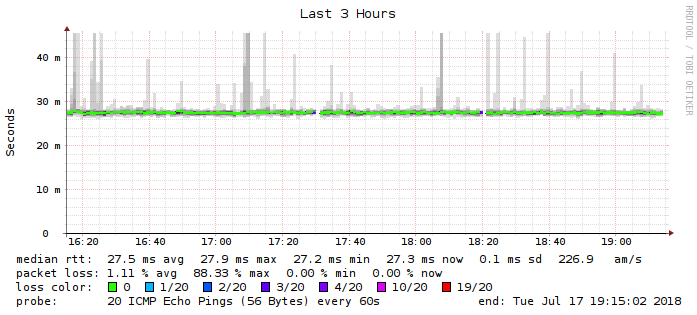 Last 3 Hours
RRDTOOL / TOBI OETIKER
Seconds
40 m
30 m
20 m
10 m
0
16:20 16:40 17:00 17:20 17:40 18:00 18:20 18:40 19:00
median rtt: 27.5 ms avg 27.9 ms max 27.2 ms min 27.3 ms now 0.1 ms sd 226.9 am/s
packet loss: 1.11 % avg 88.33 % max 0.00 % min 0.00 % now
loss color: 0 1/20 2/20 3/20 4/20 10/20 19/20
probe: 20 ICMP Echo Pings (56 Bytes) every 60s end: Tue Jul 17 19:15:02 2018